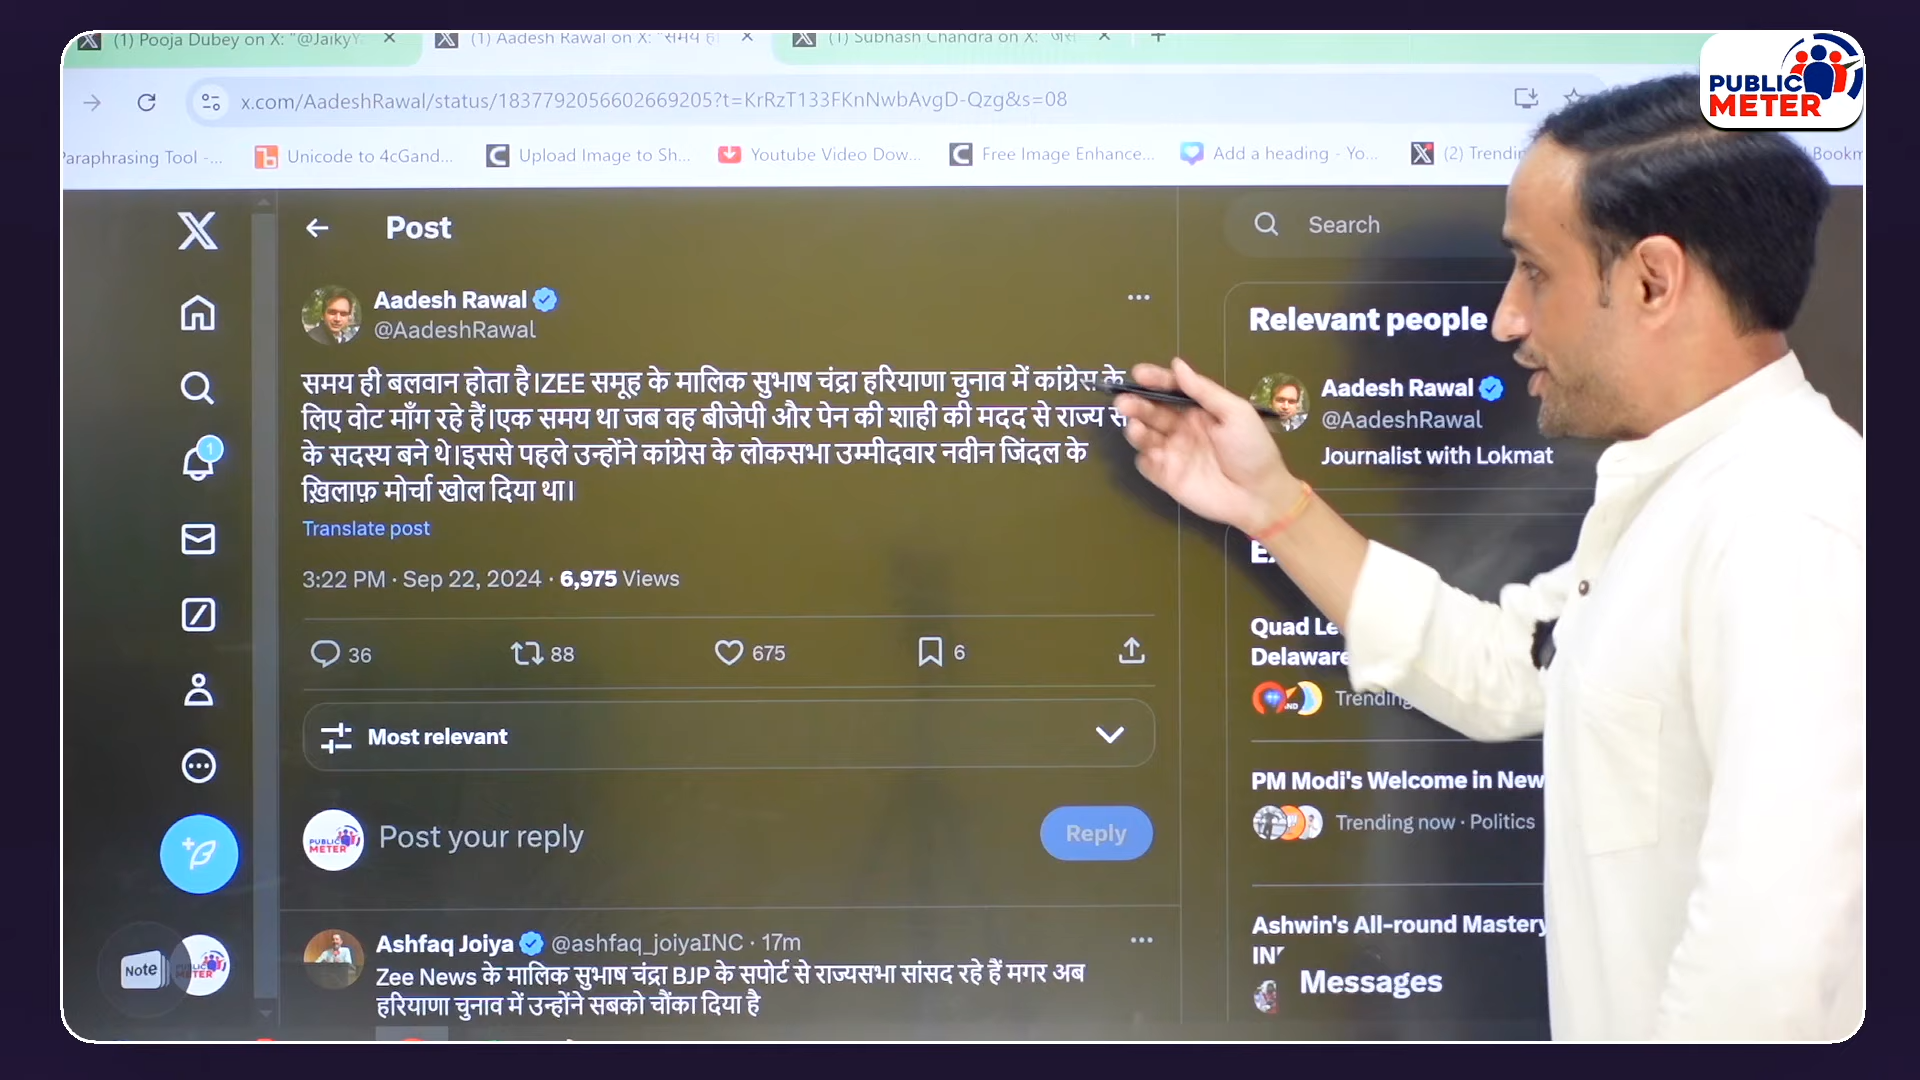 (1) Pooja Dubey on X: "@JaikyY
(1) Aadesh Rawal on X: "समय ही
(1) Subhash Chandra on X: "जस
PUBLIC
METER
x.com/AadeshRawal/status/1837792056602669205?t=KrRzT133FKnNwbAvgD-Qzg&s=08
Paraphrasing Tool -...
Unicode to 4cGand...
Upload Image to Sh...
Youtube Video Dow...
Free Image Enhance...
Add a heading - Yo...
(2) Trendin
Bookm
Post
Search
Aadesh Rawal
@AadeshRawal
समय ही बलवान होता है।ZEE समूह के मालिक सुभाष चंद्रा हरियाणा चुनाव में कांग्रेस के
लिए वोट माँग रहे हैं।एक समय था जब वह बीजेपी और पेन की शाही की मदद से राज्य स
के सदस्य बने थे।इससे पहले उन्होंने कांग्रेस के लोकसभा उम्मीदवार नवीन जिंदल के
ख़िलाफ़ मोर्चा खोल दिया था।
Translate post
3:22 PM · Sep 22, 2024 · 6,975 Views
36
88
675
6
Most relevant
PUBLIC
METER
Post your reply
Reply
Ashfaq Joiya @ashfaq_joiyaINC · 17m
Zee News के मालिक सुभाष चंद्रा BJP के सपोर्ट से राज्यसभा सांसद रहे हैं मगर अब
हरियाणा चुनाव में उन्होंने सबको चौंका दिया है
1
Note
PUBLIC
METER
Relevant people
Aadesh Rawal
@AadeshRawal
Journalist with Lokmat
Quad Le
Delaware
Trending
PM Modi's Welcome in New
Trending now · Politics
Ashwin's All-round Mastery
Messages